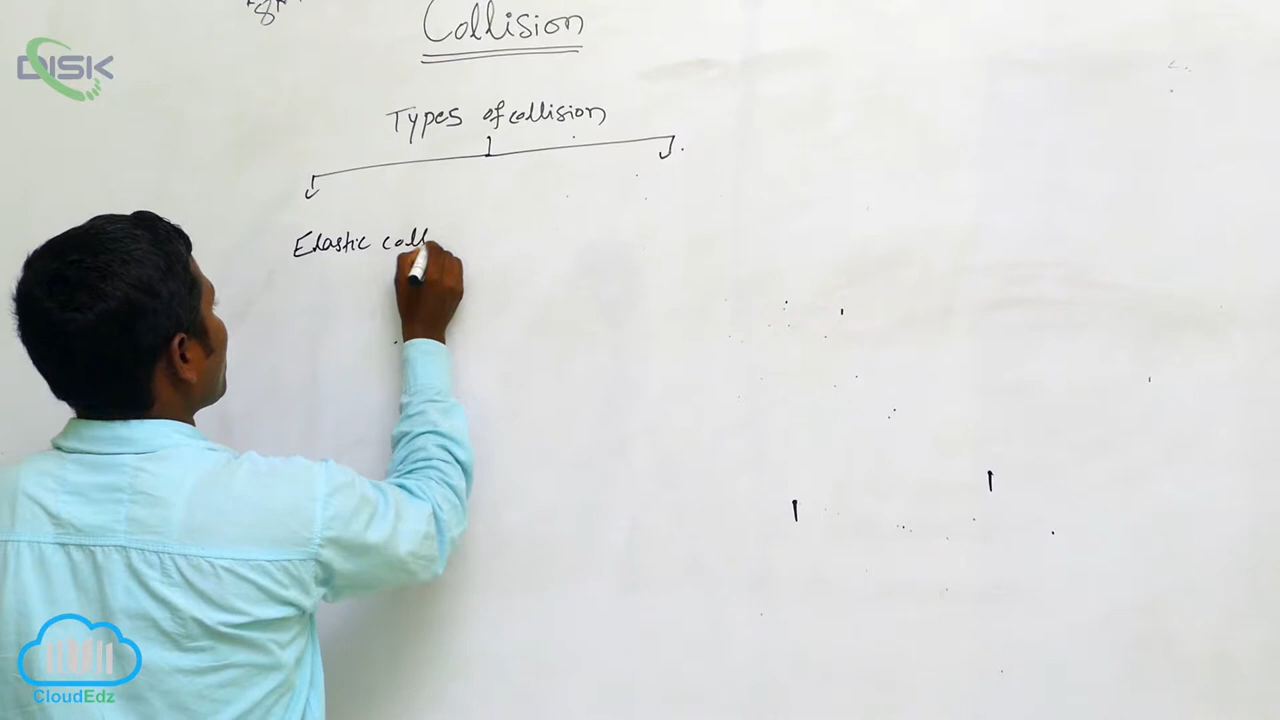 Collision
DISK
Types of collision
Elastic coll
CloudEdz